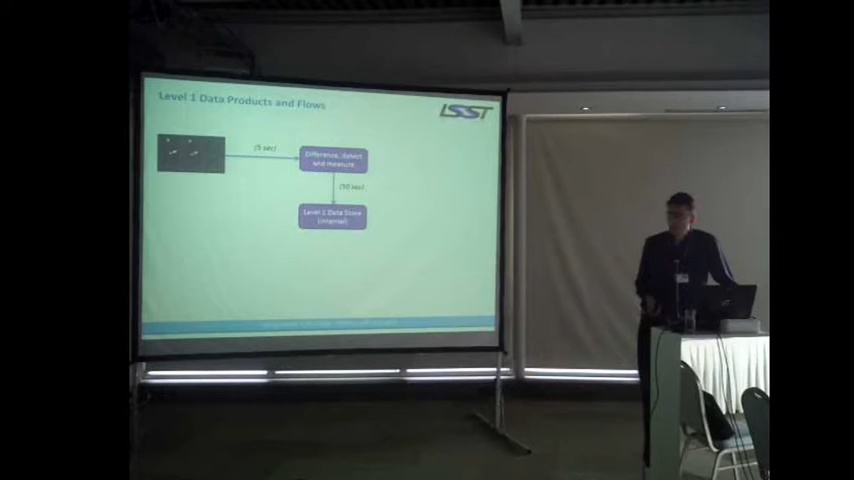 Level 1 Data Products and Flows
LSST
(5 sec)
Difference, detect
and measure
(50 sec)
Level 1 Data Store
(internal)